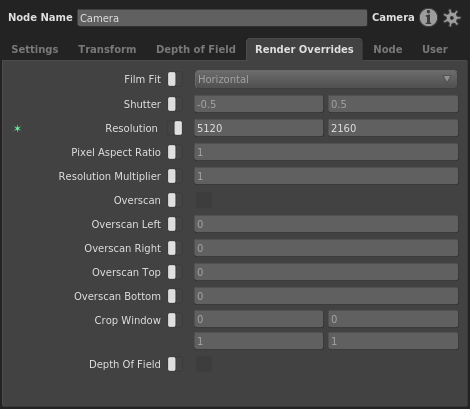 Node Name Camera Camera
Settings Transform Depth of Field Render Overrides Node User
Film Fit Horizontal
Shutter -0.5 0.5
Resolution 5120 2160
Pixel Aspect Ratio 1
Resolution Multiplier 1
Overscan
Overscan Left 0
Overscan Right 0
Overscan Top 0
Overscan Bottom 0
Crop Window 0 0
1 1
Depth Of Field